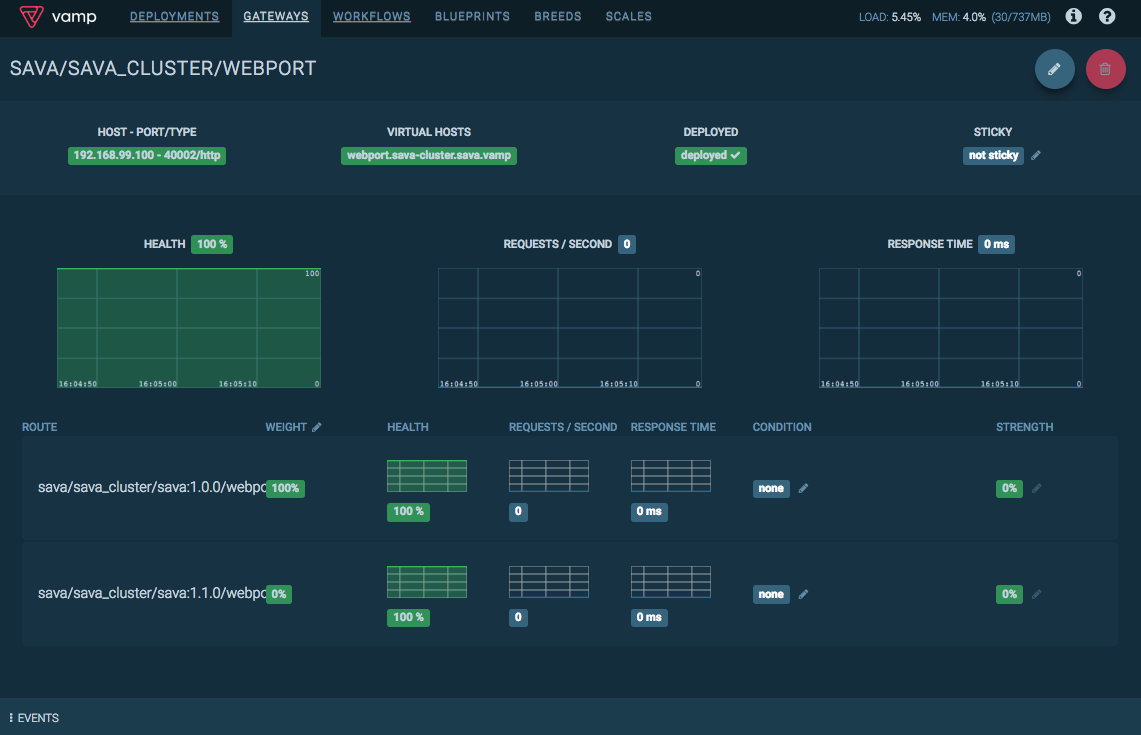 vamp DEPLOYMENTS GATEWAYS WORKFLOWS BLUEPRINTS BREEDS SCALES LOAD: 5.45% MEM: 4.0% (30/737MB)
SAVA/SAVA_CLUSTER/WEBPORT
HOST - PORT/TYPE VIRTUAL HOSTS DEPLOYED STICKY
192.168.99.100 - 40002/http webport.sava-cluster.sava.vamp deployed not sticky
HEALTH 100 % REQUESTS / SECOND 0 RESPONSE TIME 0 ms
100 0 0
16:04:50 16:05:00 16:05:10 0 16:04:50 16:05:00 16:05:10 0 16:04:50 16:05:00 16:05:10 0
ROUTE WEIGHT HEALTH REQUESTS / SECOND RESPONSE TIME CONDITION STRENGTH
sava/sava_cluster/sava:1.0.0/webpo 100% none 0%
100 % 0 0 ms
sava/sava_cluster/sava:1.1.0/webpo 0% none 0%
100 % 0 0 ms
EVENTS